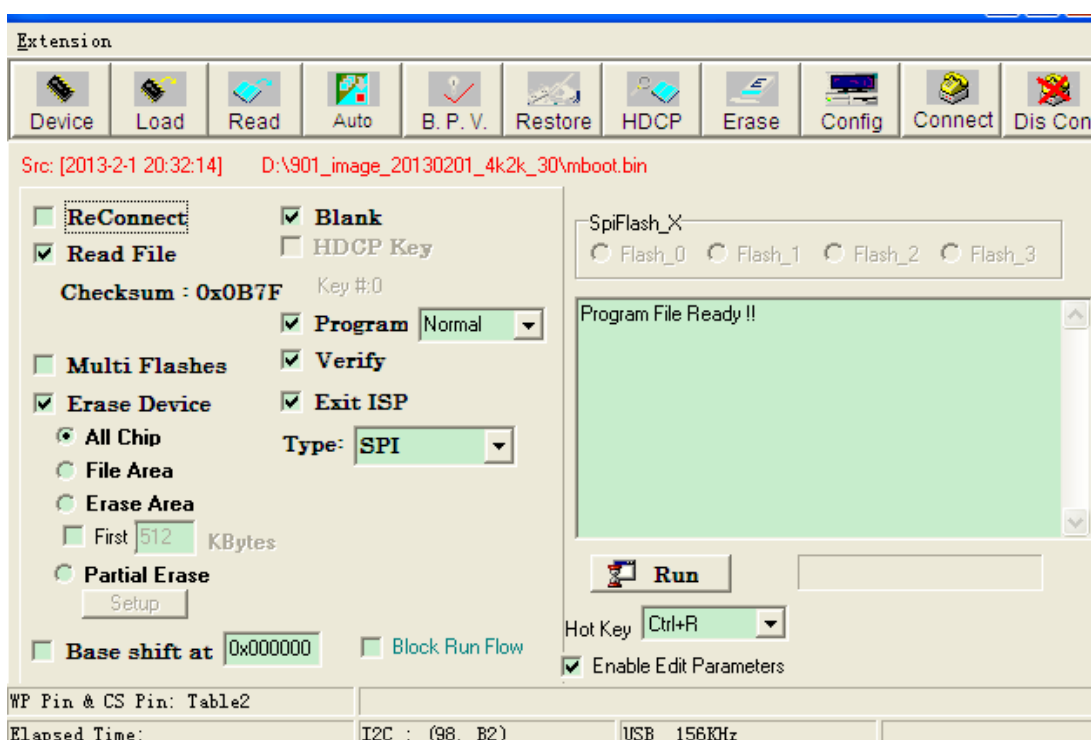 Extension
Device Load Read Auto B. P. V. Restore HDCP Erase Config Connect Dis Con
Src: [2013-2-1 20:32:14] D:\901_image_20130201_4k2k_30\mboot.bin
ReConnect
Read File
Checksum : 0x0B7F
Multi Flashes
Erase Device
All Chip
File Area
Erase Area
First 512 KBytes
Partial Erase
Setup
Base shift at 0x000000
Blank
HDCP Key
Key #:0
Program Normal
Verify
Exit ISP
Type: SPI
Block Run Flow
SpiFlash_X
Flash_0 Flash_1 Flash_2 Flash_3
Program File Ready !!
Run
Hot Key Ctrl+R
Enable Edit Parameters
WP Pin & CS Pin: Table2
Elapsed Time: I2C : (98, B2) USB 156KHz